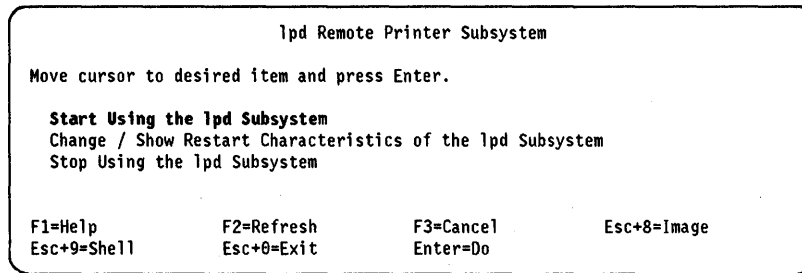 lpd Remote Printer Subsystem
Move cursor to desired item and press Enter.
Start Using the lpd Subsystem
Change / Show Restart Characteristics of the lpd Subsystem
Stop Using the lpd Subsystem
F1=Help F2=Refresh F3=Cancel Esc+8=Image
Esc+9=Shell Esc+0=Exit Enter=Do